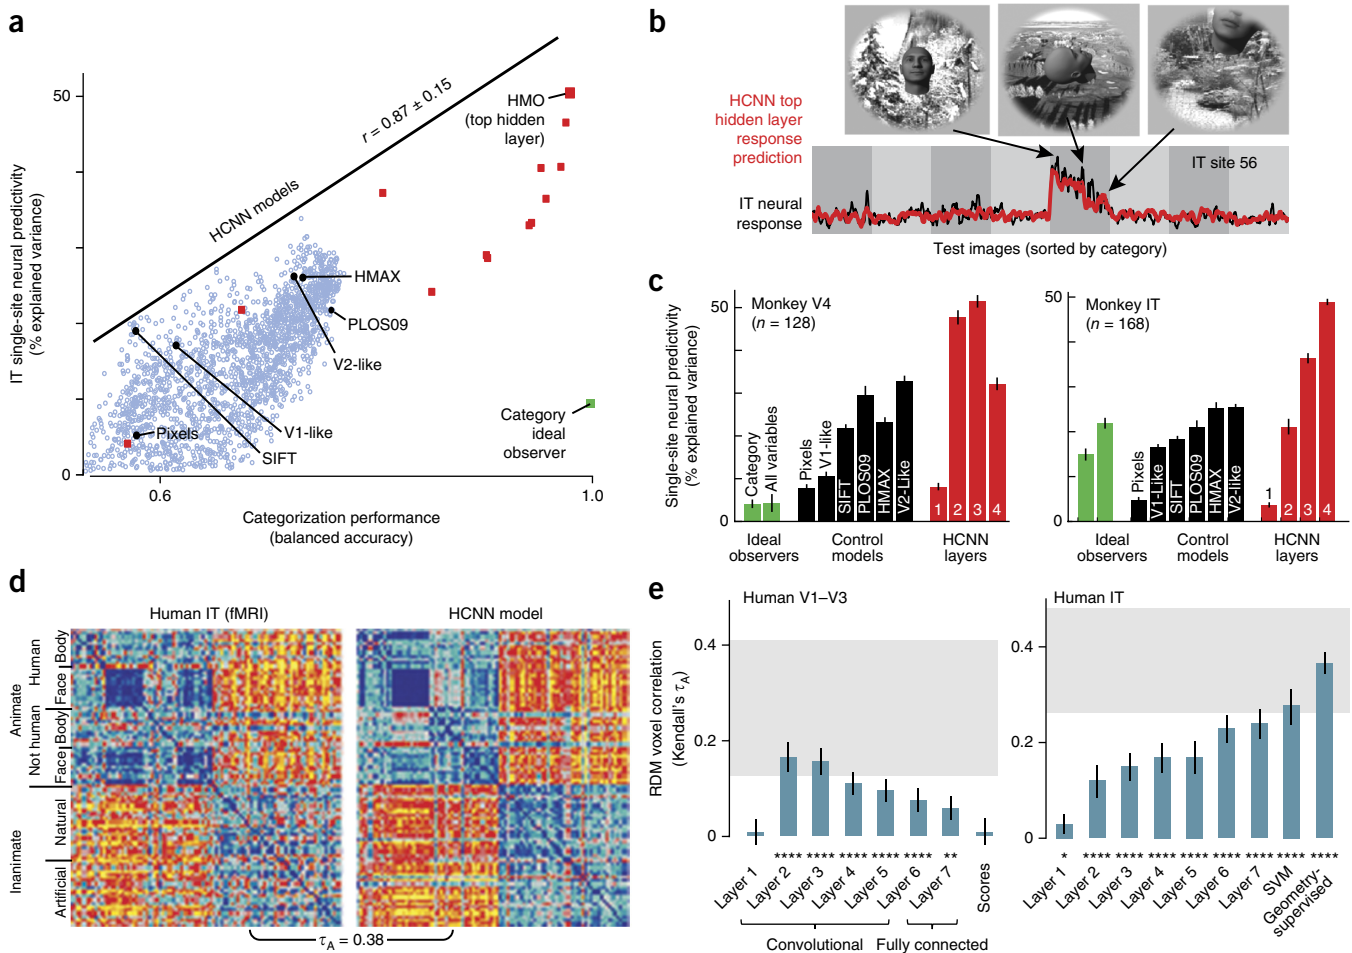 a
IT single-site neural predictivity
(% explained variance)
50
0
0.6
1.0
Categorization performance
(balanced accuracy)
HCNN models
r = 0.87 ± 0.15
HMO
(top hidden
layer)
HMAX
PLOS09
V2-like
V1-like
SIFT
Pixels
Category
ideal
observer
b
HCNN top
hidden layer
response
prediction
IT neural
response
IT site 56
Test images (sorted by category)
c
Single-site neural predictivity
(% explained variance)
50
0
Monkey V4
(n = 128)
Category
All variables
Pixels
V1-like
SIFT
PLOS09
HMAX
V2-Like
1
2
3
4
Ideal
observers
Control
models
HCNN
layers
50
0
Monkey IT
(n = 168)
Pixels
V1-Like
SIFT
PLOS09
HMAX
V2-like
1
2
3
4
Ideal
observers
Control
models
HCNN
layers
d
Human IT (fMRI)
HCNN model
Animate
Inanimate
Human
Not human
Body
Face
Body
Face
Natural
Artificial
τA = 0.38
e
RDM voxel correlation
(Kendall's τA)
Human V1–V3
0.4
0.2
0
**** **** **** **** **** **
Layer 1
Layer 2
Layer 3
Layer 4
Layer 5
Layer 6
Layer 7
Scores
Convolutional
Fully connected
Human IT
0.4
0.2
0
* **** **** **** **** **** **** **** ****
Layer 1
Layer 2
Layer 3
Layer 4
Layer 5
Layer 6
Layer 7
SVM
Geometry-
supervised